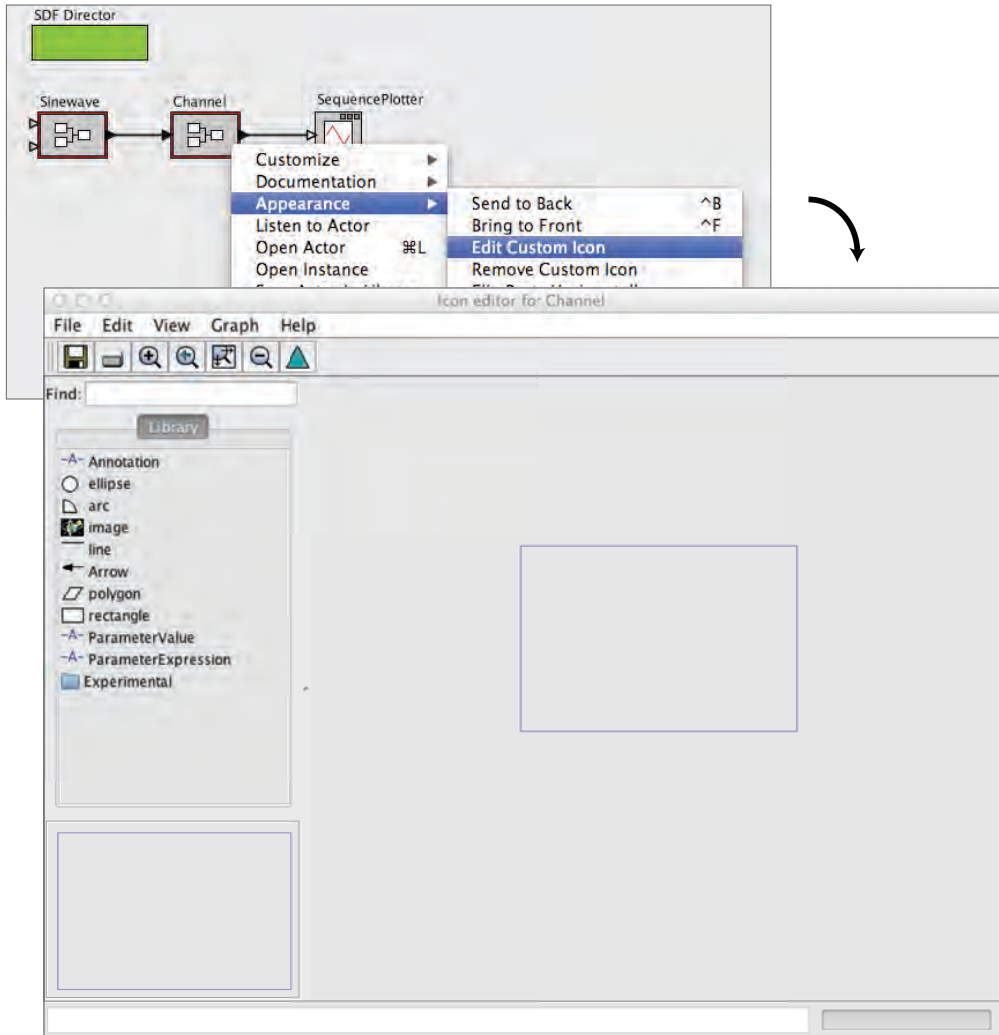 SDF Director
Sinewave Channel SequencePlotter
Customize
Documentation
Appearance
Listen to Actor
Open Actor ⌘L
Open Instance
Send to Back ^B
Bring to Front ^F
Edit Custom Icon
Remove Custom Icon
Icon editor for Channel
File Edit View Graph Help
Find:
Library
-A- Annotation
ellipse
arc
image
line
Arrow
polygon
rectangle
-A- ParameterValue
-A- ParameterExpression
Experimental